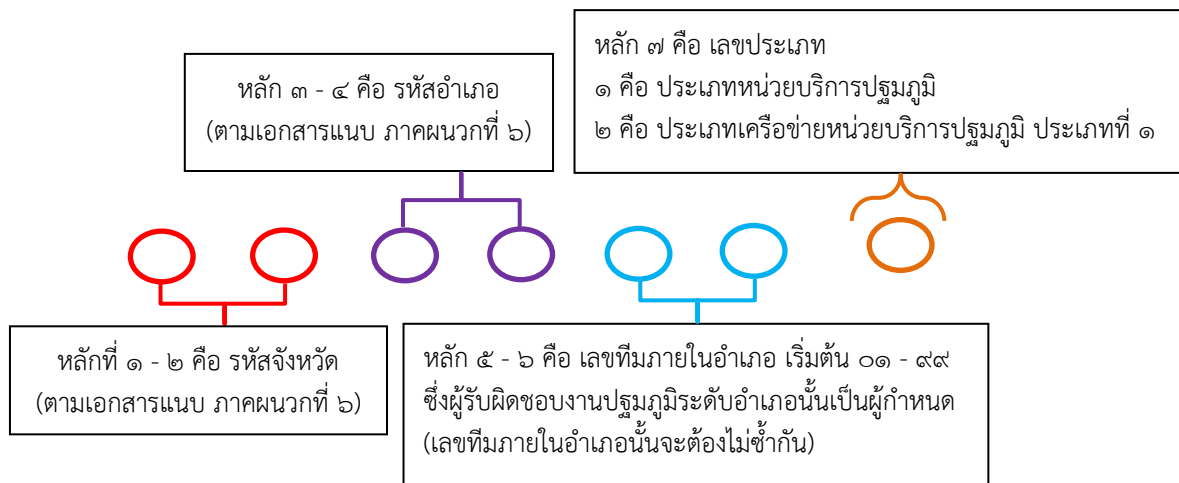 หลัก ๗ คือ เลขประเภท
๑ คือ ประเภทหน่วยบริการปฐมภูมิ
๒ คือ ประเภทเครือข่ายหน่วยบริการปฐมภูมิ ประเภทที่ ๑
หลัก ๓ - ๔ คือ รหัสอำเภอ
(ตามเอกสารแนบ ภาคผนวกที่ ๖)
หลักที่ ๑ - ๒ คือ รหัสจังหวัด
(ตามเอกสารแนบ ภาคผนวกที่ ๖)
หลัก ๕ - ๖ คือ เลขทีมภายในอำเภอ เริ่มต้น ๐๑ - ๙๙
ซึ่งผู้รับผิดชอบงานปฐมภูมิระดับอำเภอนั้นเป็นผู้กำหนด
(เลขทีมภายในอำเภอนั้นจะต้องไม่ซ้ำกัน)